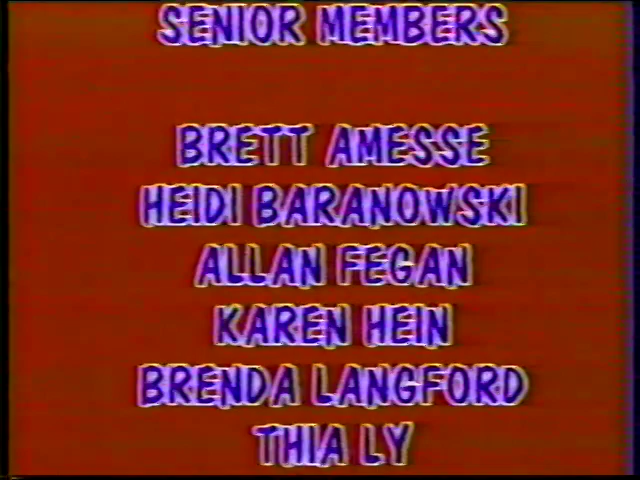 SENIOR MEMBERS
BRETT AMESSE
HEIDI BARANOWSKI
ALLAN FEGAN
KAREN HEIN
BRENDA LANGFORD
THIA LY